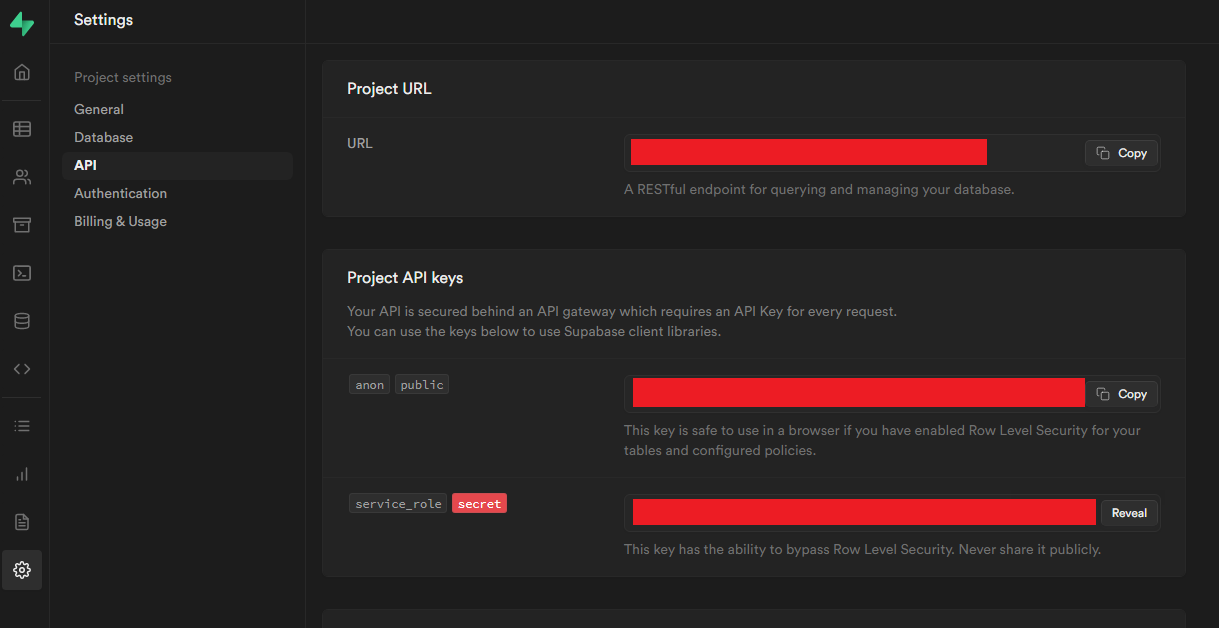 Settings
Project settings
General
Database
API
Authentication
Billing & Usage
Project URL
URL
Copy
A RESTful endpoint for querying and managing your database.
Project API keys
Your API is secured behind an API gateway which requires an API Key for every request.
You can use the keys below to use Supabase client libraries.
anon public
Copy
This key is safe to use in a browser if you have enabled Row Level Security for your
tables and configured policies.
service_role secret
Reveal
This key has the ability to bypass Row Level Security. Never share it publicly.